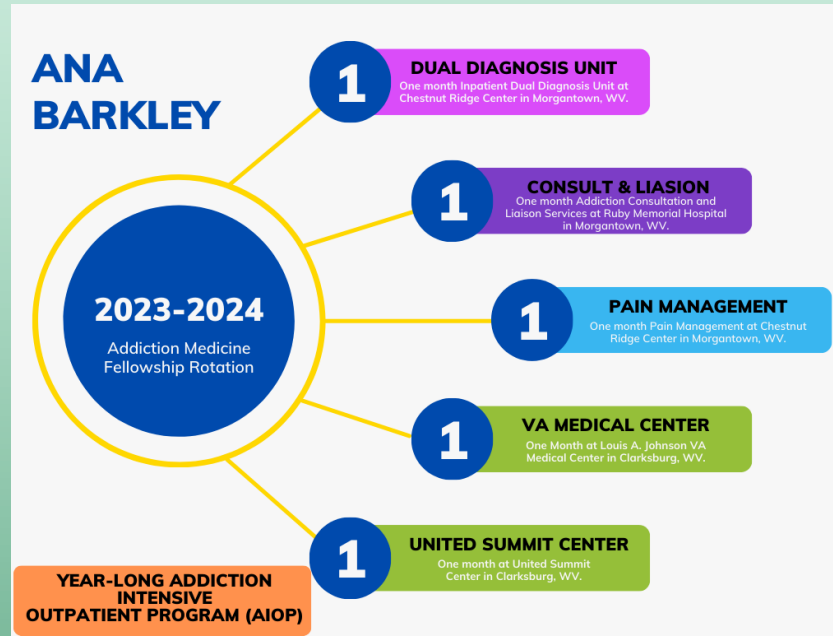 ANA
BARKLEY
2023-2024
Addiction Medicine
Fellowship Rotation
1
DUAL DIAGNOSIS UNIT
One month Inpatient Dual Diagnosis Unit at
Chestnut Ridge Center in Morgantown, WV.
1
CONSULT & LIASION
One month Addiction Consultation and
Liaison Services at Ruby Memorial Hospital
in Morgantown, WV.
1
PAIN MANAGEMENT
One month Pain Management at Chestnut
Ridge Center in Morgantown, WV.
1
VA MEDICAL CENTER
One Month at Louis A. Johnson VA
Medical Center in Clarksburg, WV.
1
UNITED SUMMIT CENTER
One month at United Summit
Center in Clarksburg, WV.
YEAR-LONG ADDICTION
INTENSIVE
OUTPATIENT PROGRAM (AIOP)